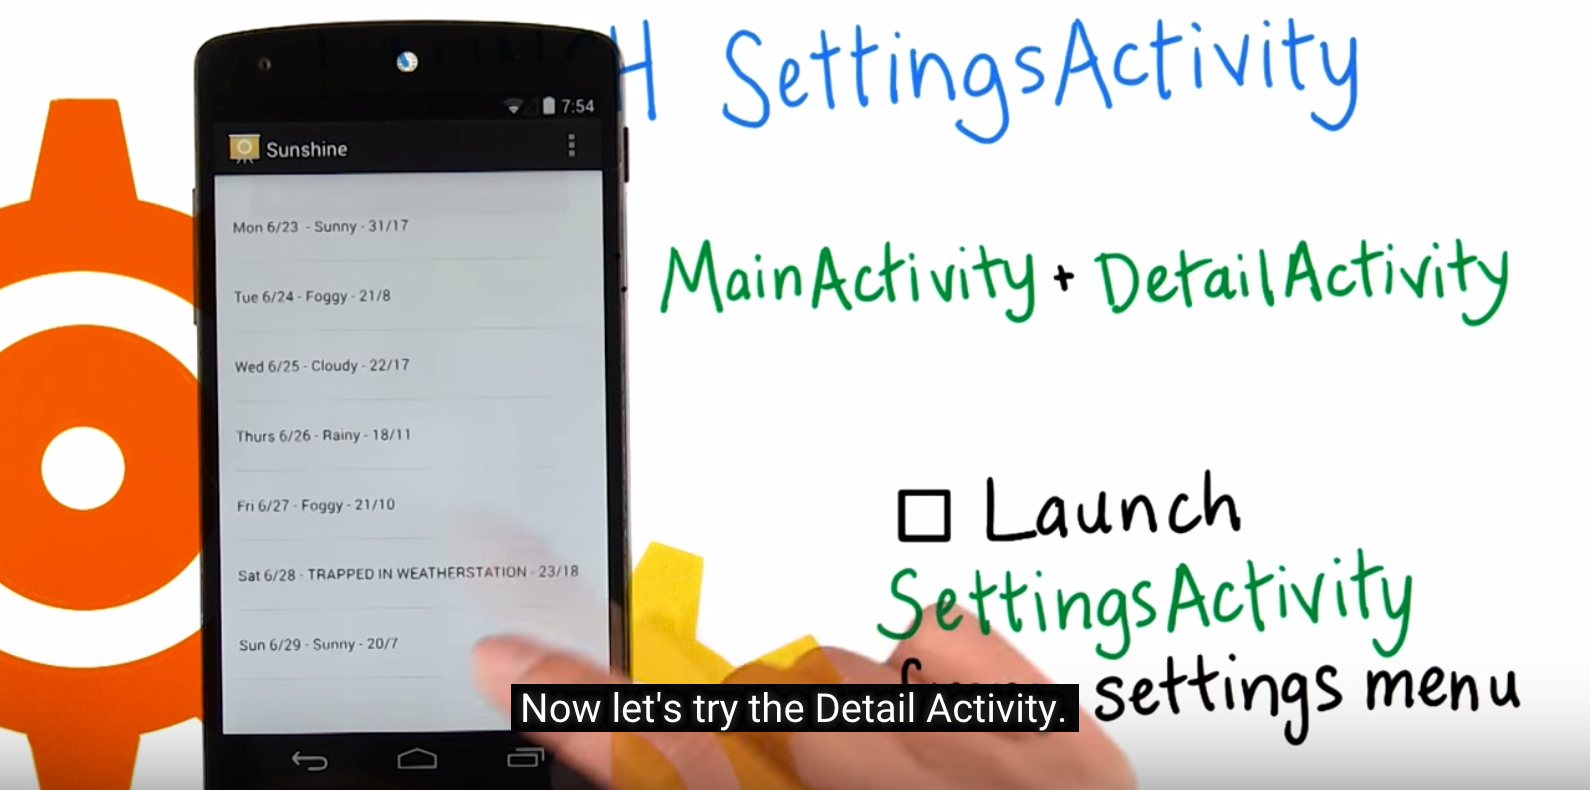 SettingsActivity
7:54
Sunshine
Mon 6/23 - Sunny - 31/17
Tue 6/24 - Foggy - 21/8
Wed 6/25 - Cloudy - 22/17
Thurs 6/26 - Rainy - 18/11
Fri 6/27 - Foggy - 21/10
Sat 6/28 - TRAPPED IN WEATHERSTATION - 23/18
Sun 6/29 - Sunny - 20/7
MainActivity + DetailActivity
Launch
SettingsActivity
settings menu
Now let's try the Detail Activity.